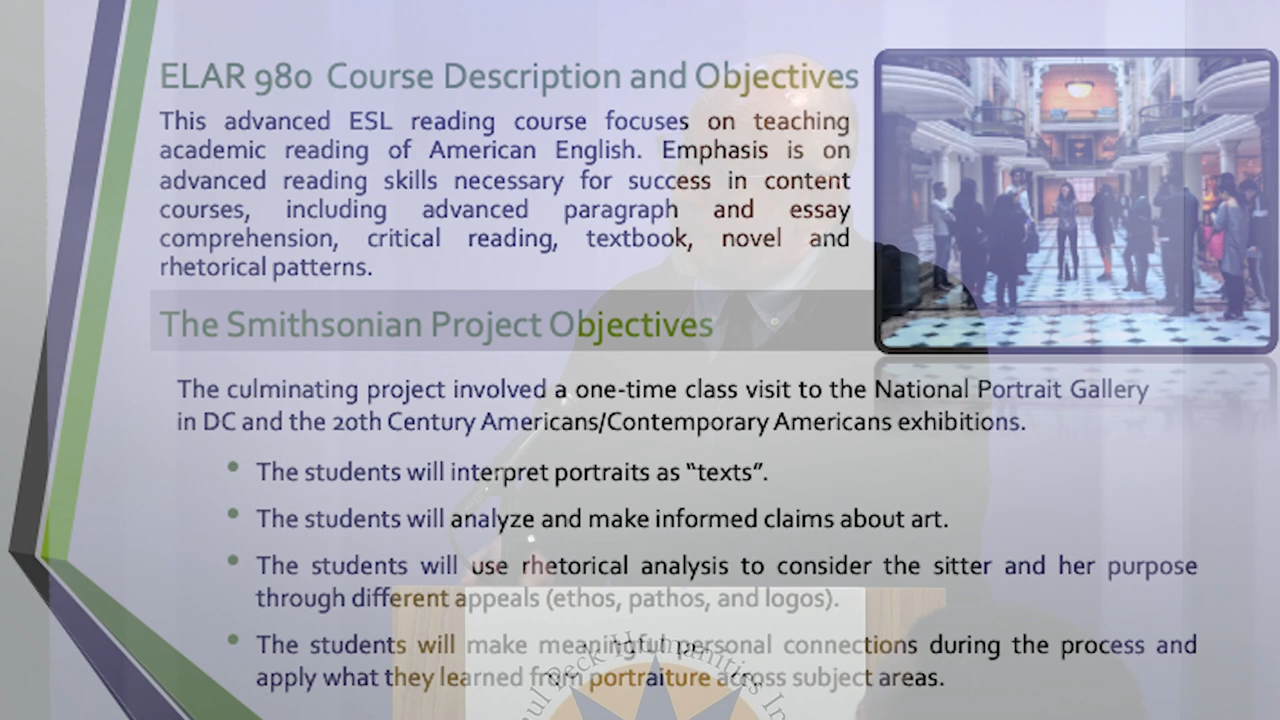 ELAR 980 Course Description and Objectives
This advanced ESL reading course focuses on teaching
academic reading of American English. Emphasis is on
advanced reading skills necessary for success in content
courses, including advanced paragraph and essay
comprehension, critical reading, textbook, novel and
rhetorical patterns.
The Smithsonian Project Objectives
The culminating project involved a one-time class visit to the National Portrait Gallery
in DC and the 20th Century Americans/Contemporary Americans exhibitions.
• The students will interpret portraits as “texts”.
• The students will analyze and make informed claims about art.
• The students will use rhetorical analysis to consider the sitter and her purpose
through different appeals (ethos, pathos, and logos).
• The students will make meaningful personal connections during the process and
apply what they learned from portraiture across subject areas.
Peck Humanities